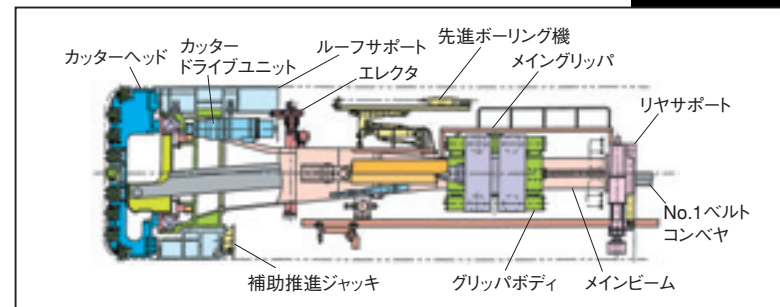 カッターヘッド
カッター
ドライブユニット
ルーフサポート
エレクタ
先進ボーリング機
メイングリッパ
リヤサポート
No.1ベルト
コンベヤ
補助推進ジャッキ
グリッパボディ
メインビーム